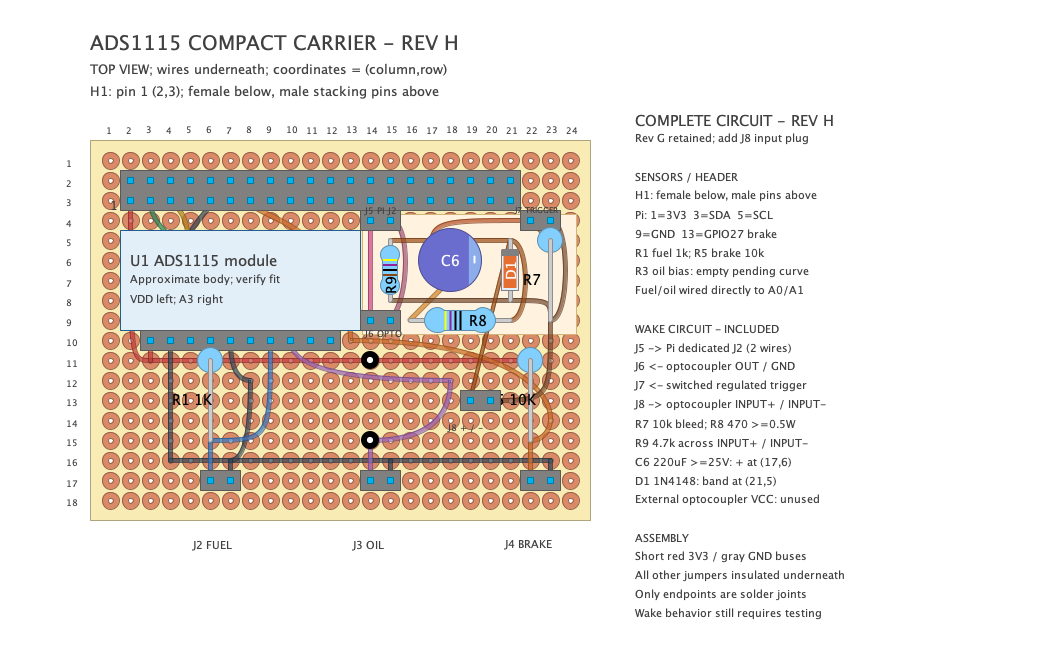 ADS1115 COMPACT CARRIER – REV H
TOP VIEW; wires underneath; coordinates = (column,row)
H1: pin 1 (2,3); female below, male stacking pins above
1 2 3 4 5 6 7 8 9 10 11 12 13 14 15 16 17 18 19 20 21 22 23 24
1
2
3
4
5
6
7
8
9
10
11
12
13
14
15
16
17
18
1
J5 PI J2
J7 TRIGGER
U1 ADS1115 module
Approximate body; verify fit
VDD left; A3 right
R9
C6
D1
R7
R8
J6 OPTO
R1 1K
10K
J8 + / –
J2 FUEL
J3 OIL
J4 BRAKE
COMPLETE CIRCUIT – REV H
Rev G retained; add J8 input plug
SENSORS / HEADER
H1: female below, male pins above
Pi: 1=3V3 3=SDA 5=SCL
9=GND 13=GPIO27 brake
R1 fuel 1k; R5 brake 10k
R3 oil bias: empty pending curve
Fuel/oil wired directly to A0/A1
WAKE CIRCUIT – INCLUDED
J5 –> Pi dedicated J2 (2 wires)
J6 <– optocoupler OUT / GND
J7 <– switched regulated trigger
J8 –> optocoupler INPUT+ / INPUT–
R7 10k bleed; R8 470 >=0.5W
R9 4.7k across INPUT+ / INPUT–
C6 220uF >=25V: + at (17,6)
D1 1N4148: band at (21,5)
External optocoupler VCC: unused
ASSEMBLY
Short red 3V3 / gray GND buses
All other jumpers insulated underneath
Only endpoints are solder joints
Wake behavior still requires testing